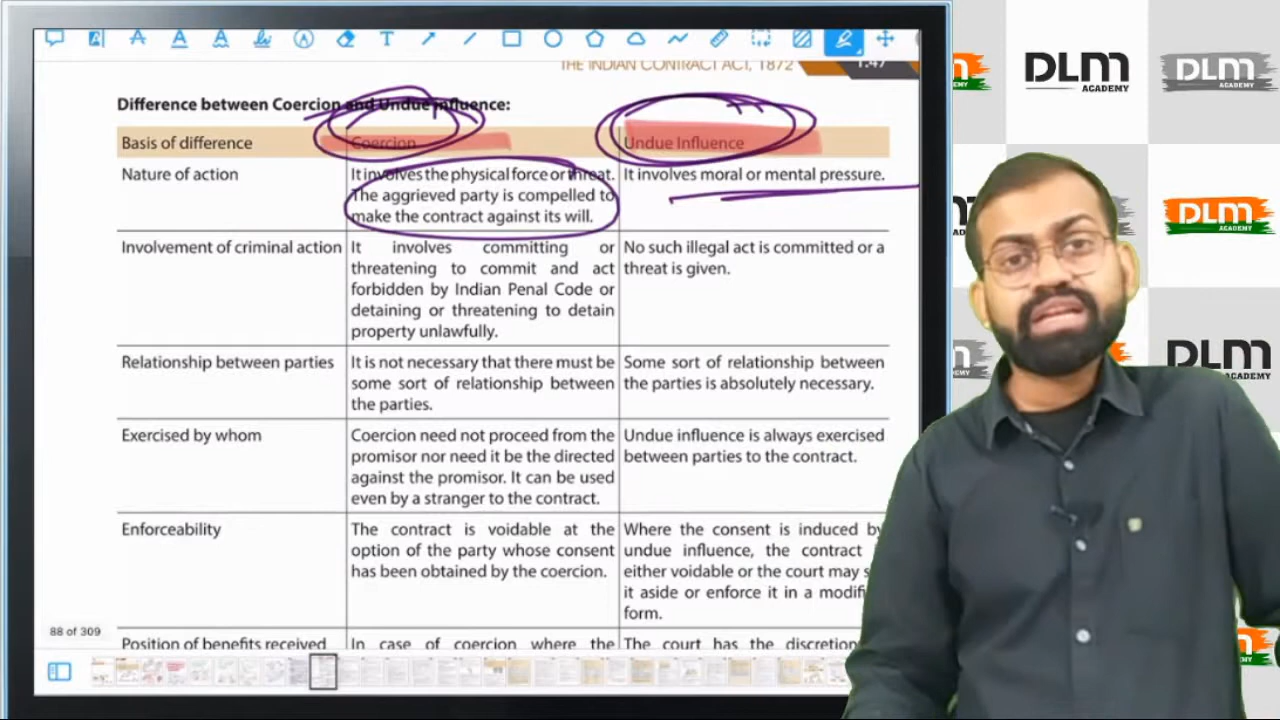 THE INDIAN CONTRACT ACT, 1872 1.47
DLM
ACADEMY
DLM
ACADEMY
Difference between Coercion and Undue influence:
Basis of difference Coercion Undue Influence
Nature of action It involves the physical force or threat. It involves moral or mental pressure.
The aggrieved party is compelled to
make the contract against its will.
DLM
ACADEMY
Involvement of criminal action It involves committing or No such illegal act is committed or a
threatening to commit and act threat is given.
forbidden by Indian Penal Code or
detaining or threatening to detain
property unlawfully.
Relationship between parties It is not necessary that there must be Some sort of relationship between
some sort of relationship between the parties is absolutely necessary.
the parties.
DLM
ACADEMY
Exercised by whom Coercion need not proceed from the Undue influence is always exercised
promisor nor need it be the directed between parties to the contract.
against the promisor. It can be used
even by a stranger to the contract.
Enforceability The contract is voidable at the Where the consent is induced by
option of the party whose consent undue influence, the contract
has been obtained by the coercion. either voidable or the court may
it aside or enforce it in a
form.
88 of 309
Position of benefits received In case of coercion where the The court has the discretion